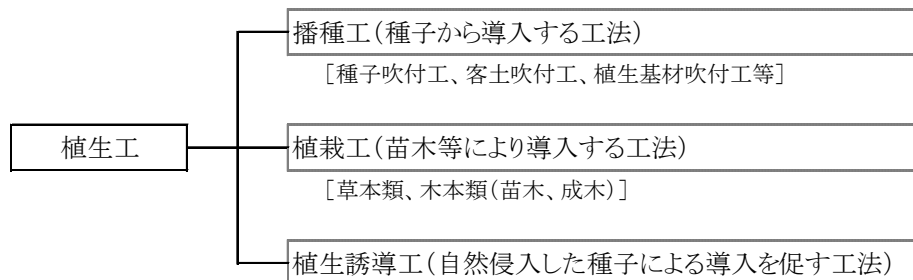 播種工（種子から導入する工法）
［種子吹付工、客土吹付工、植生基材吹付工等］
植生工
植栽工（苗木等により導入する工法）
［草本類、木本類（苗木、成木）］
植生誘導工（自然侵入した種子による導入を促す工法）